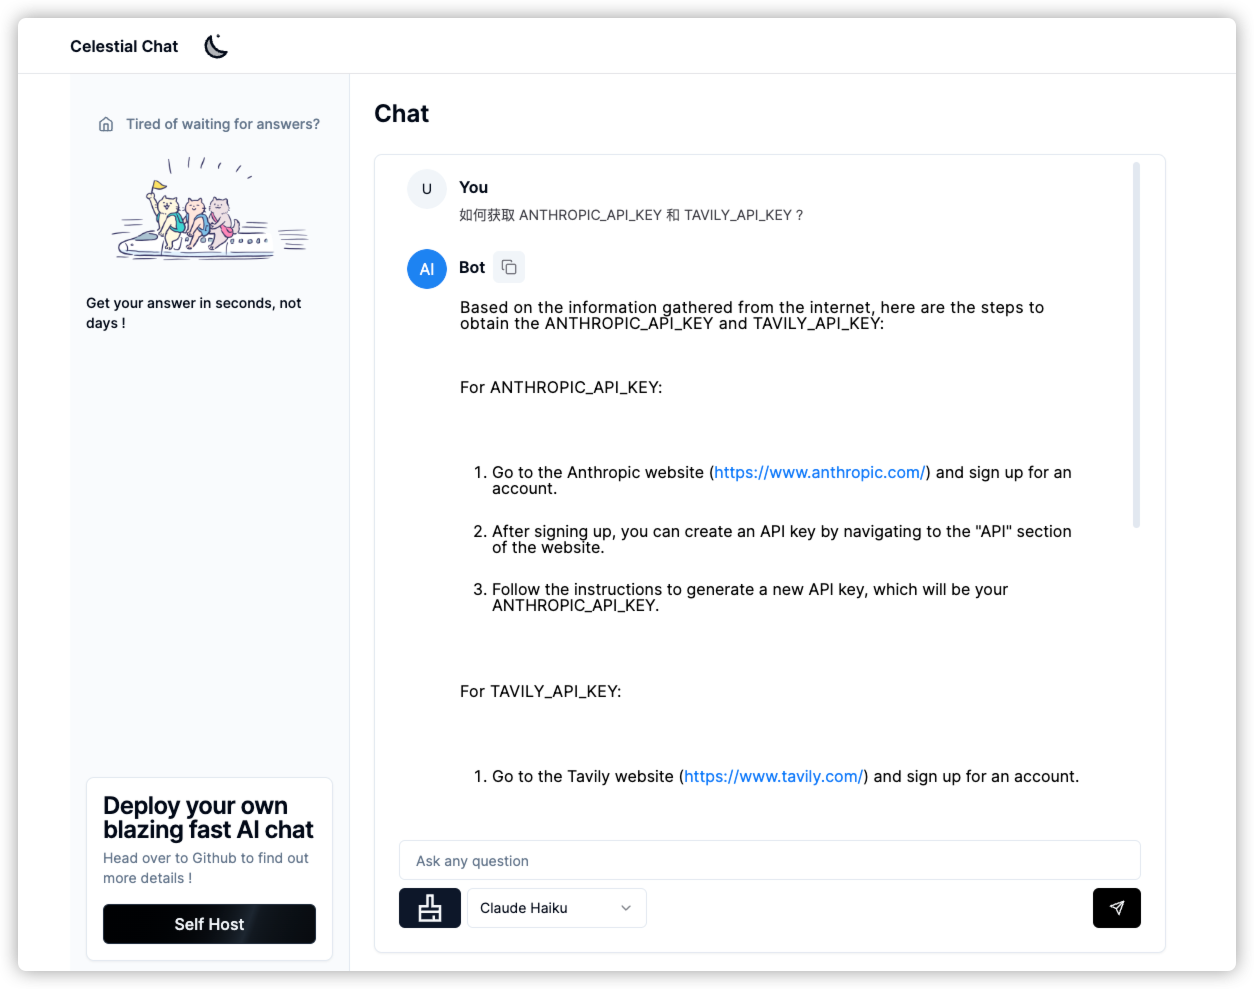 Celestial Chat
Tired of waiting for answers?
Get your answer in seconds, not
days !
Deploy your own
blazing fast AI chat
Head over to Github to find out
more details !
Self Host
Chat
U
You
如何获取 ANTHROPIC_API_KEY 和 TAVILY_API_KEY ?
AI
Bot
Based on the information gathered from the internet, here are the steps to
obtain the ANTHROPIC_API_KEY and TAVILY_API_KEY:
For ANTHROPIC_API_KEY:
1. Go to the Anthropic website (https://www.anthropic.com/) and sign up for an
account.
2. After signing up, you can create an API key by navigating to the "API" section
of the website.
3. Follow the instructions to generate a new API key, which will be your
ANTHROPIC_API_KEY.
For TAVILY_API_KEY:
1. Go to the Tavily website (https://www.tavily.com/) and sign up for an account.
Ask any question
Claude Haiku